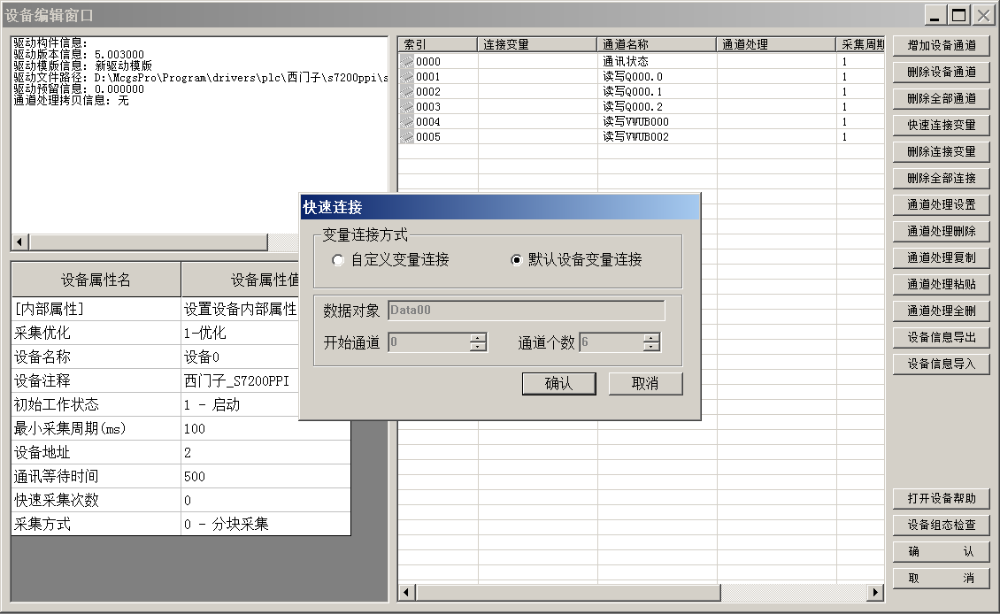 设备编辑窗口
驱动构件信息:
驱动版本信息: 5.003000
驱动模版信息: 新驱动模版
驱动文件路径: D:\McgsPro\Program\drivers\plc\西门子\s7200ppi\s
驱动预留信息: 0.000000
通道处理拷贝信息: 无
索引 连接变量 通道名称 通道处理 采集周期
0000 通讯状态 1
0001 读写Q000.0 1
0002 读写Q000.1 1
0003 读写Q000.2 1
0004 读写VWUB000 1
0005 读写VWUB002 1
设备属性名 设备属性值
[内部属性] 设置设备内部属性
采集优化 1-优化
设备名称 设备0
设备注释 西门子_S7200PPI
初始工作状态 1 - 启动
最小采集周期(ms) 100
设备地址 2
通讯等待时间 500
快速采集次数 0
采集方式 0 - 分块采集
快速连接
变量连接方式
自定义变量连接 默认设备变量连接
数据对象 Data00
开始通道 0 通道个数 6
确认 取消
增加设备通道
删除设备通道
删除全部通道
快速连接变量
删除连接变量
删除全部连接
通道处理设置
通道处理删除
通道处理复制
通道处理粘贴
通道处理全删
设备信息导出
设备信息导入
打开设备帮助
设备组态检查
确 认
取 消